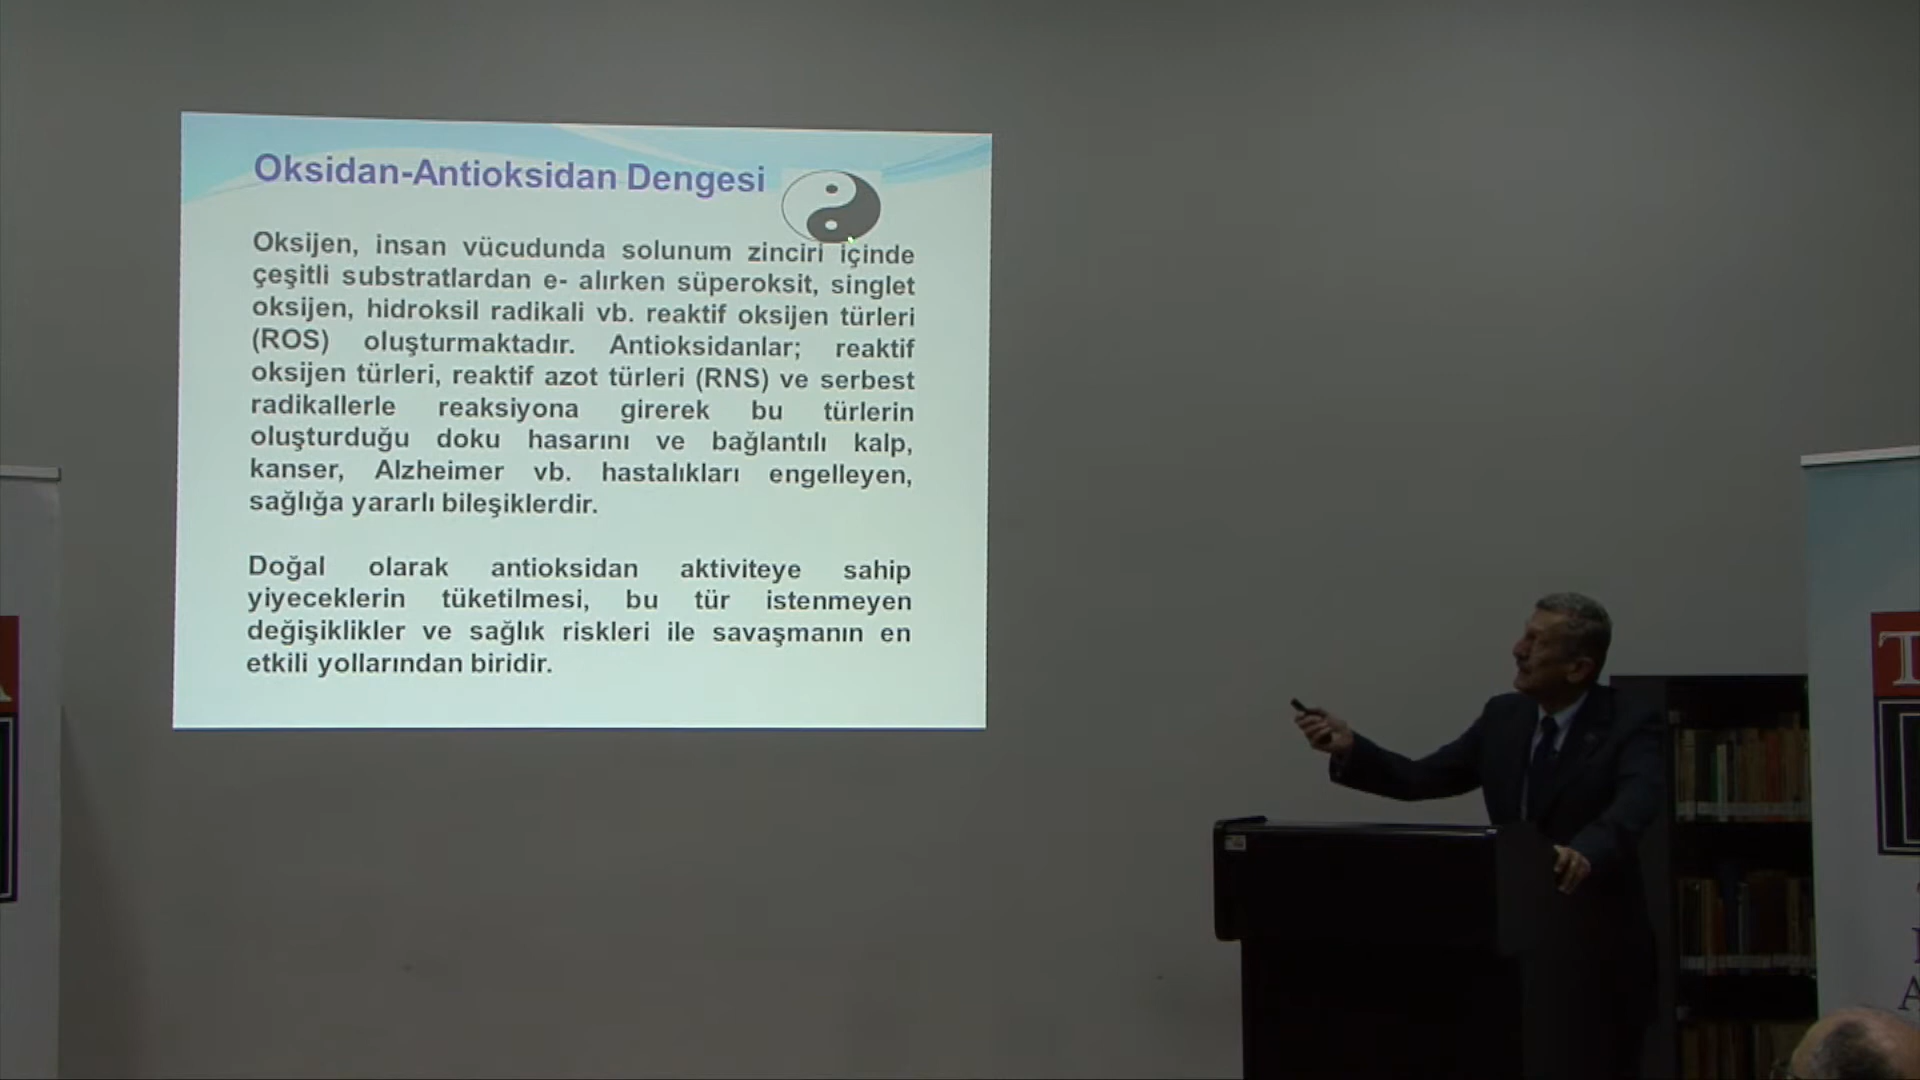 Oksidan-Antioksidan Dengesi
Oksijen, insan vücudunda solunum zinciri içinde
çeşitli substratlardan e- alırken süperoksit, singlet
oksijen, hidroksil radikali vb. reaktif oksijen türleri
(ROS) oluşturmaktadır. Antioksidanlar; reaktif
oksijen türleri, reaktif azot türleri (RNS) ve serbest
radikallerle reaksiyona girerek bu türlerin
oluşturduğu doku hasarını ve bağlantılı kalp,
kanser, Alzheimer vb. hastalıkları engelleyen,
sağlığa yararlı bileşiklerdir.
Doğal olarak antioksidan aktiviteye sahip
yiyeceklerin tüketilmesi, bu tür istenmeyen
değişiklikler ve sağlık riskleri ile savaşmanın en
etkili yollarından biridir.